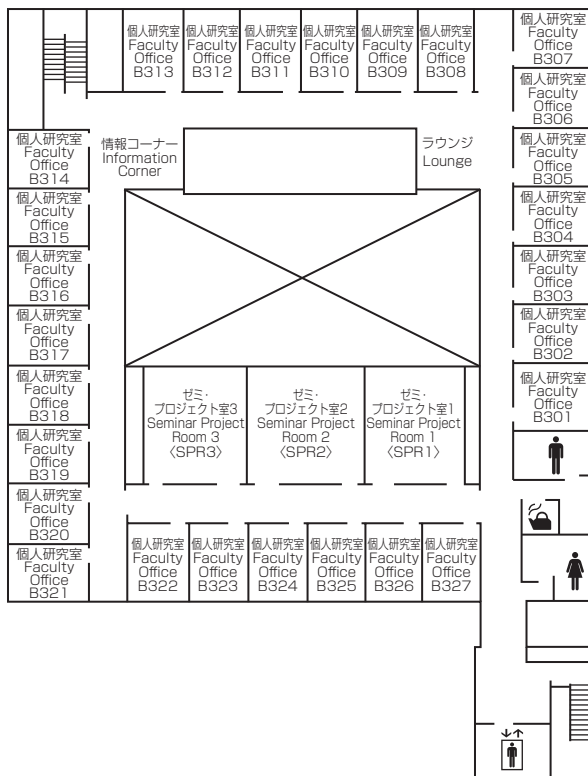 個人研究室
Faculty
Office
B313
個人研究室
Faculty
Office
B312
個人研究室
Faculty
Office
B311
個人研究室
Faculty
Office
B310
個人研究室
Faculty
Office
B309
個人研究室
Faculty
Office
B308
個人研究室
Faculty
Office
B307
個人研究室
Faculty
Office
B306
個人研究室
Faculty
Office
B305
個人研究室
Faculty
Office
B304
個人研究室
Faculty
Office
B303
個人研究室
Faculty
Office
B302
個人研究室
Faculty
Office
B301
情報コーナー
Information
Corner
ラウンジ
Lounge
個人研究室
Faculty
Office
B314
個人研究室
Faculty
Office
B315
個人研究室
Faculty
Office
B316
個人研究室
Faculty
Office
B317
個人研究室
Faculty
Office
B318
個人研究室
Faculty
Office
B319
個人研究室
Faculty
Office
B320
個人研究室
Faculty
Office
B321
ゼミ・
プロジェクト室3
Seminar Project
Room 3
〈SPR3〉
ゼミ・
プロジェクト室2
Seminar Project
Room 2
〈SPR2〉
ゼミ・
プロジェクト室1
Seminar Project
Room 1
〈SPR1〉
個人研究室
Faculty
Office
B322
個人研究室
Faculty
Office
B323
個人研究室
Faculty
Office
B324
個人研究室
Faculty
Office
B325
個人研究室
Faculty
Office
B326
個人研究室
Faculty
Office
B327